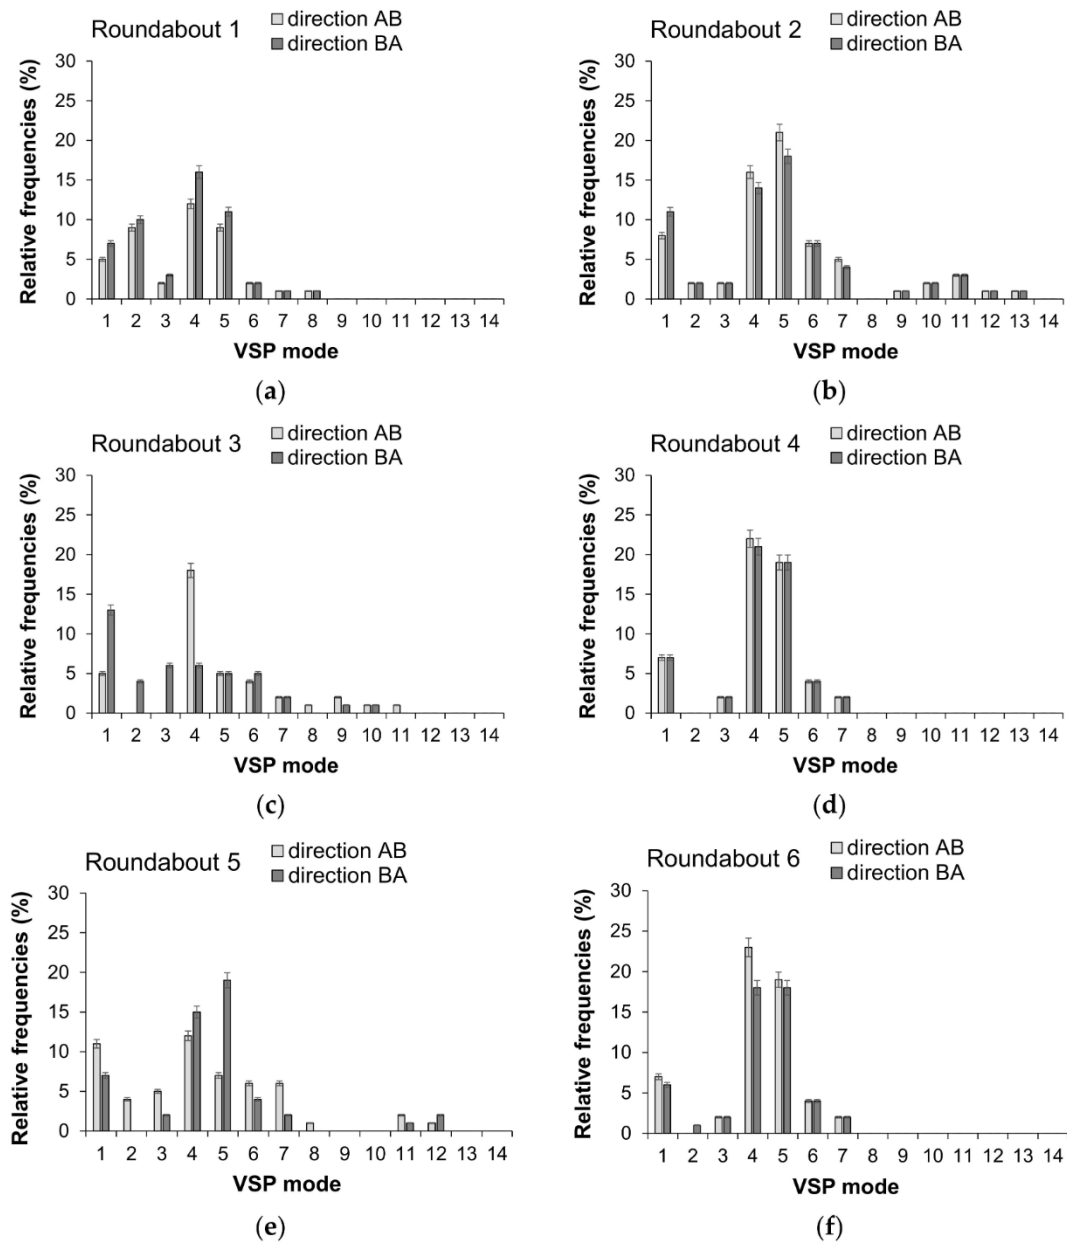 Roundabout 1
direction AB
direction BA
Relative frequencies (%)
30
25
20
15
10
5
0
1 2 3 4 5 6 7 8 9 10 11 12 13 14
VSP mode
(a)
Roundabout 2
direction AB
direction BA
Relative frequencies (%)
30
25
20
15
10
5
0
1 2 3 4 5 6 7 8 9 10 11 12 13 14
VSP mode
(b)
Roundabout 3
direction AB
direction BA
Relative frequencies (%)
30
25
20
15
10
5
0
1 2 3 4 5 6 7 8 9 10 11 12 13 14
VSP mode
(c)
Roundabout 4
direction AB
direction BA
Relative frequencies (%)
30
25
20
15
10
5
0
1 2 3 4 5 6 7 8 9 10 11 12 13 14
VSP mode
(d)
Roundabout 5
direction AB
direction BA
Relative frequencies (%)
30
25
20
15
10
5
0
1 2 3 4 5 6 7 8 9 10 11 12 13 14
VSP mode
(e)
Roundabout 6
direction AB
direction BA
Relative frequencies (%)
30
25
20
15
10
5
0
1 2 3 4 5 6 7 8 9 10 11 12 13 14
VSP mode
(f)